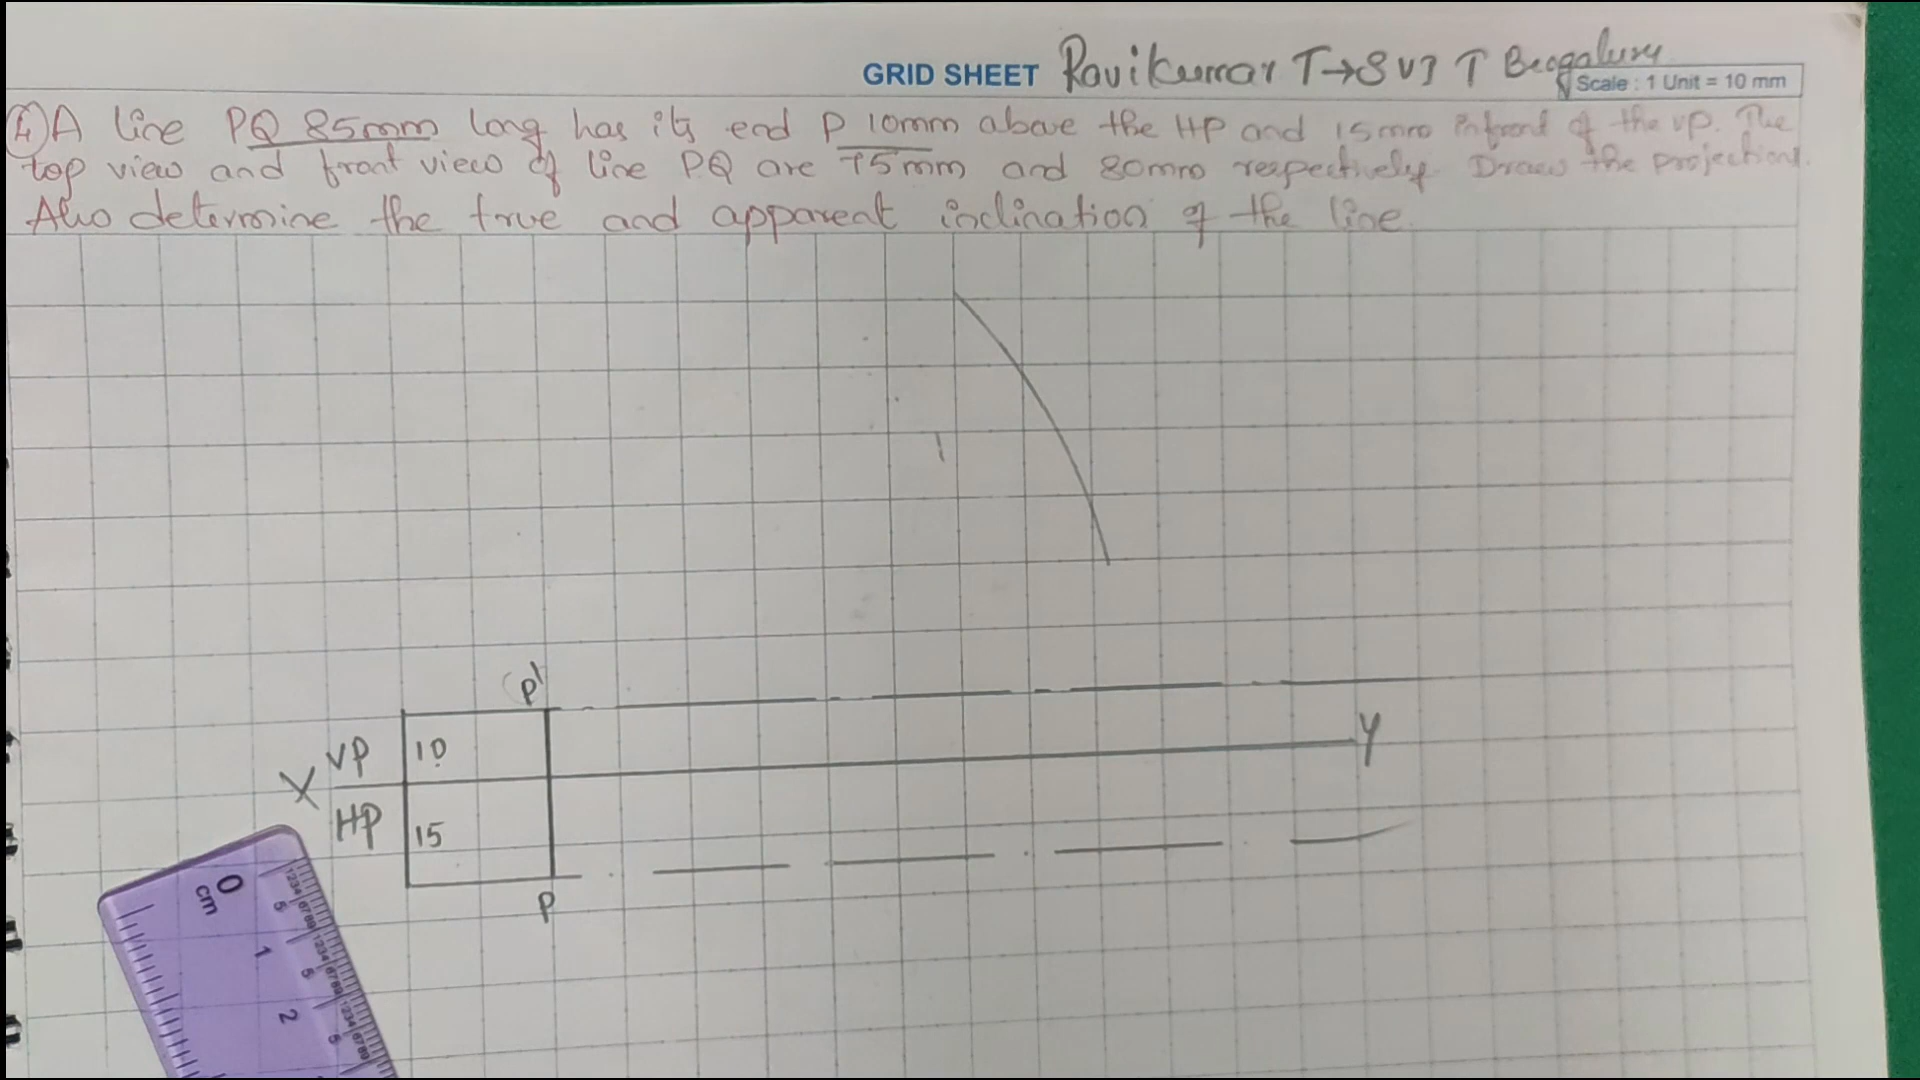 GRID SHEET Ravikumar T→SVIT Bengaluru
Scale : 1 Unit = 10 mm
4) A line PQ 85mm long has its end P 10mm above the HP and 15mm infront of the VP. The
top view and front view of line PQ are 75mm and 80mm respectively. Draw the projections.
Also determine the true and apparent inclination of the line.
p'
VP 10
X Y
HP 15
p
0
cm
1
2